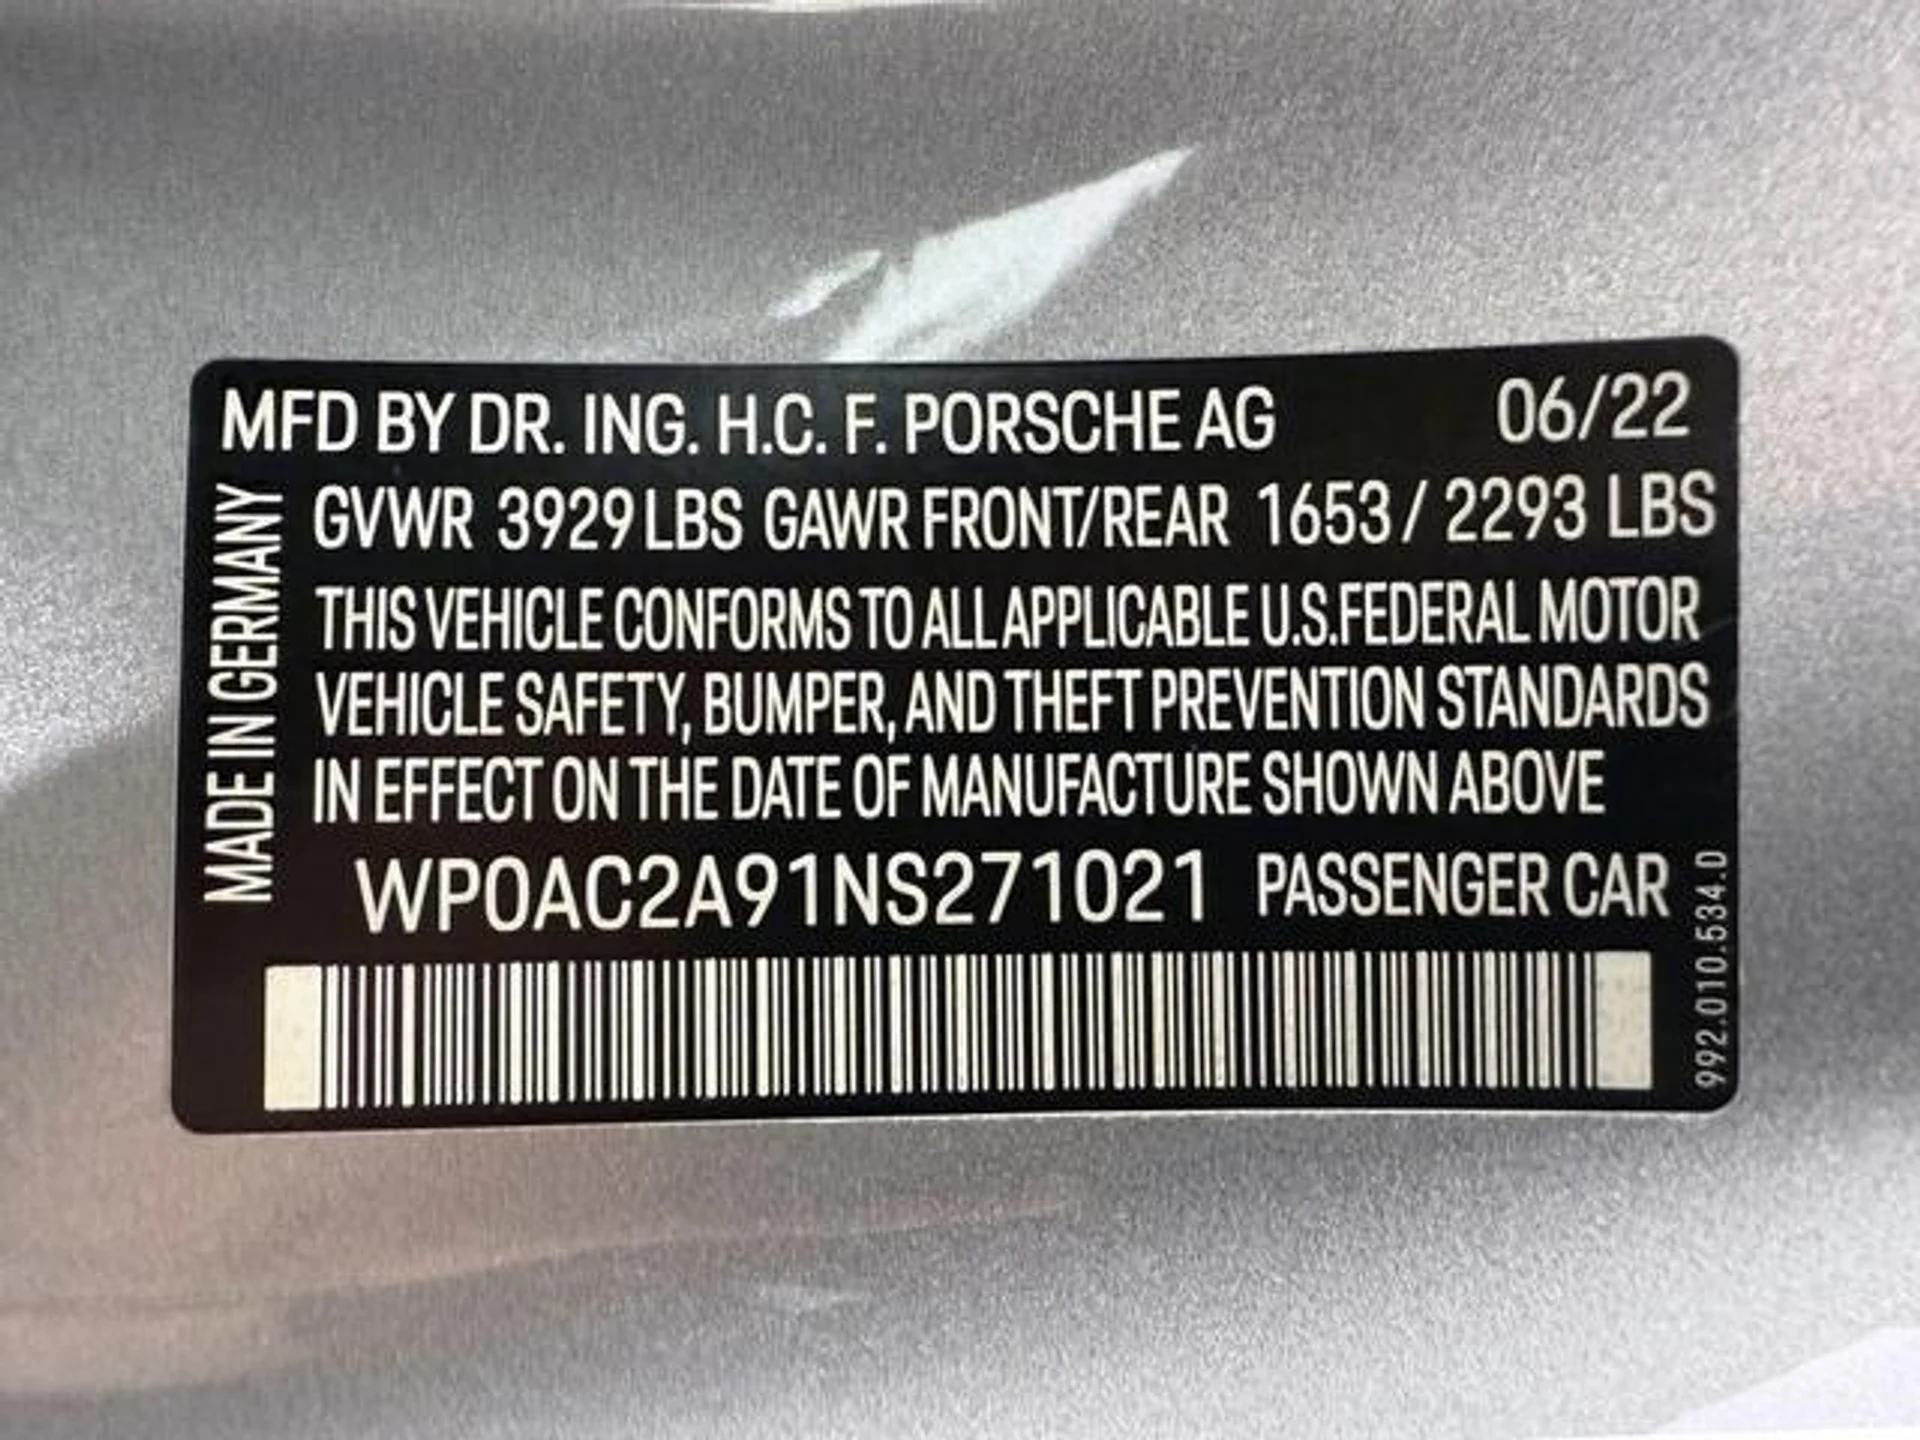 MFD BY DR. ING. H.C. F. PORSCHE AG 06/22
GVWR 3929 LBS GAWR FRONT/REAR 1653 / 2293 LBS
THIS VEHICLE CONFORMS TO ALL APPLICABLE U.S.FEDERAL MOTOR
VEHICLE SAFETY, BUMPER, AND THEFT PREVENTION STANDARDS
IN EFFECT ON THE DATE OF MANUFACTURE SHOWN ABOVE
WP0AC2A91NS271021 PASSENGER CAR
MADE IN GERMANY
992.010.534.D